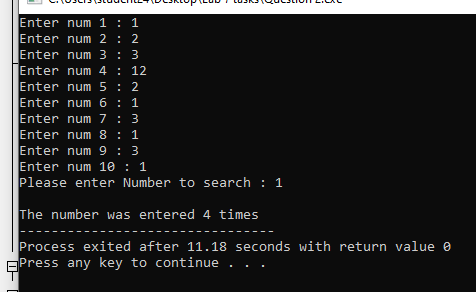 C:\Users\student24\Desktop\Lab 7 tasks\Question 2.exe
Enter num 1 : 1
Enter num 2 : 2
Enter num 3 : 3
Enter num 4 : 12
Enter num 5 : 2
Enter num 6 : 1
Enter num 7 : 3
Enter num 8 : 1
Enter num 9 : 3
Enter num 10 : 1
Please enter Number to search : 1
The number was entered 4 times
--------------------------------
Process exited after 11.18 seconds with return value 0
Press any key to continue . . .